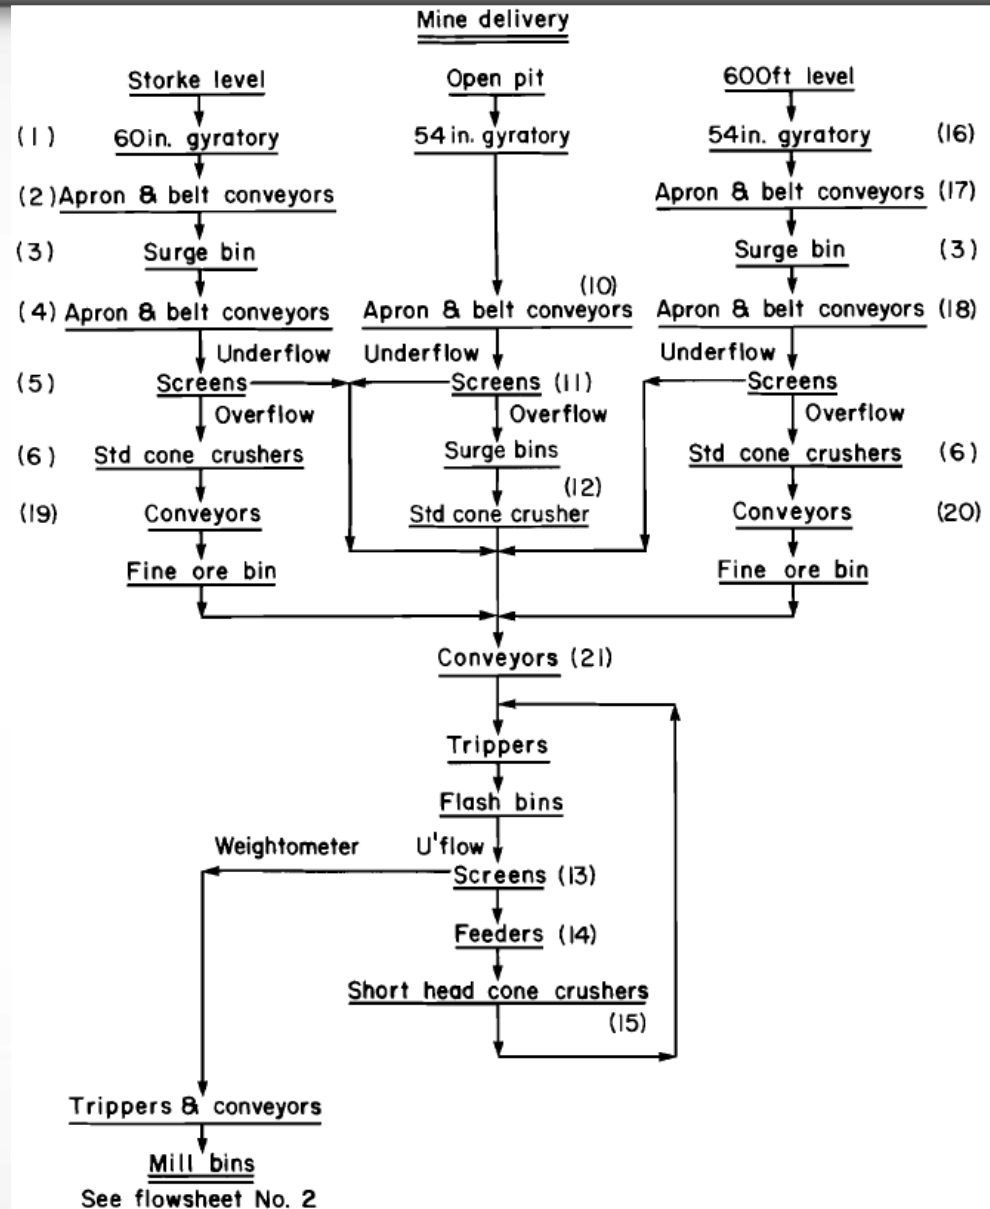 Mine delivery
Storke level Open pit 600ft level
(1) 60in. gyratory 54in. gyratory 54in. gyratory (16)
(2) Apron & belt conveyors Apron & belt conveyors (17)
(3) Surge bin Surge bin (3)
(10)
(4) Apron & belt conveyors Apron & belt conveyors Apron & belt conveyors (18)
Underflow Underflow Underflow
(5) Screens Screens (11) Screens
Overflow Overflow Overflow
(6) Std cone crushers Surge bins Std cone crushers (6)
(12)
(19) Conveyors Std cone crusher Conveyors (20)
Fine ore bin Fine ore bin
Conveyors (21)
Trippers
Flash bins
Weightometer U'flow
Screens (13)
Feeders (14)
Short head cone crushers
(15)
Trippers & conveyors
Mill bins
See flowsheet No. 2